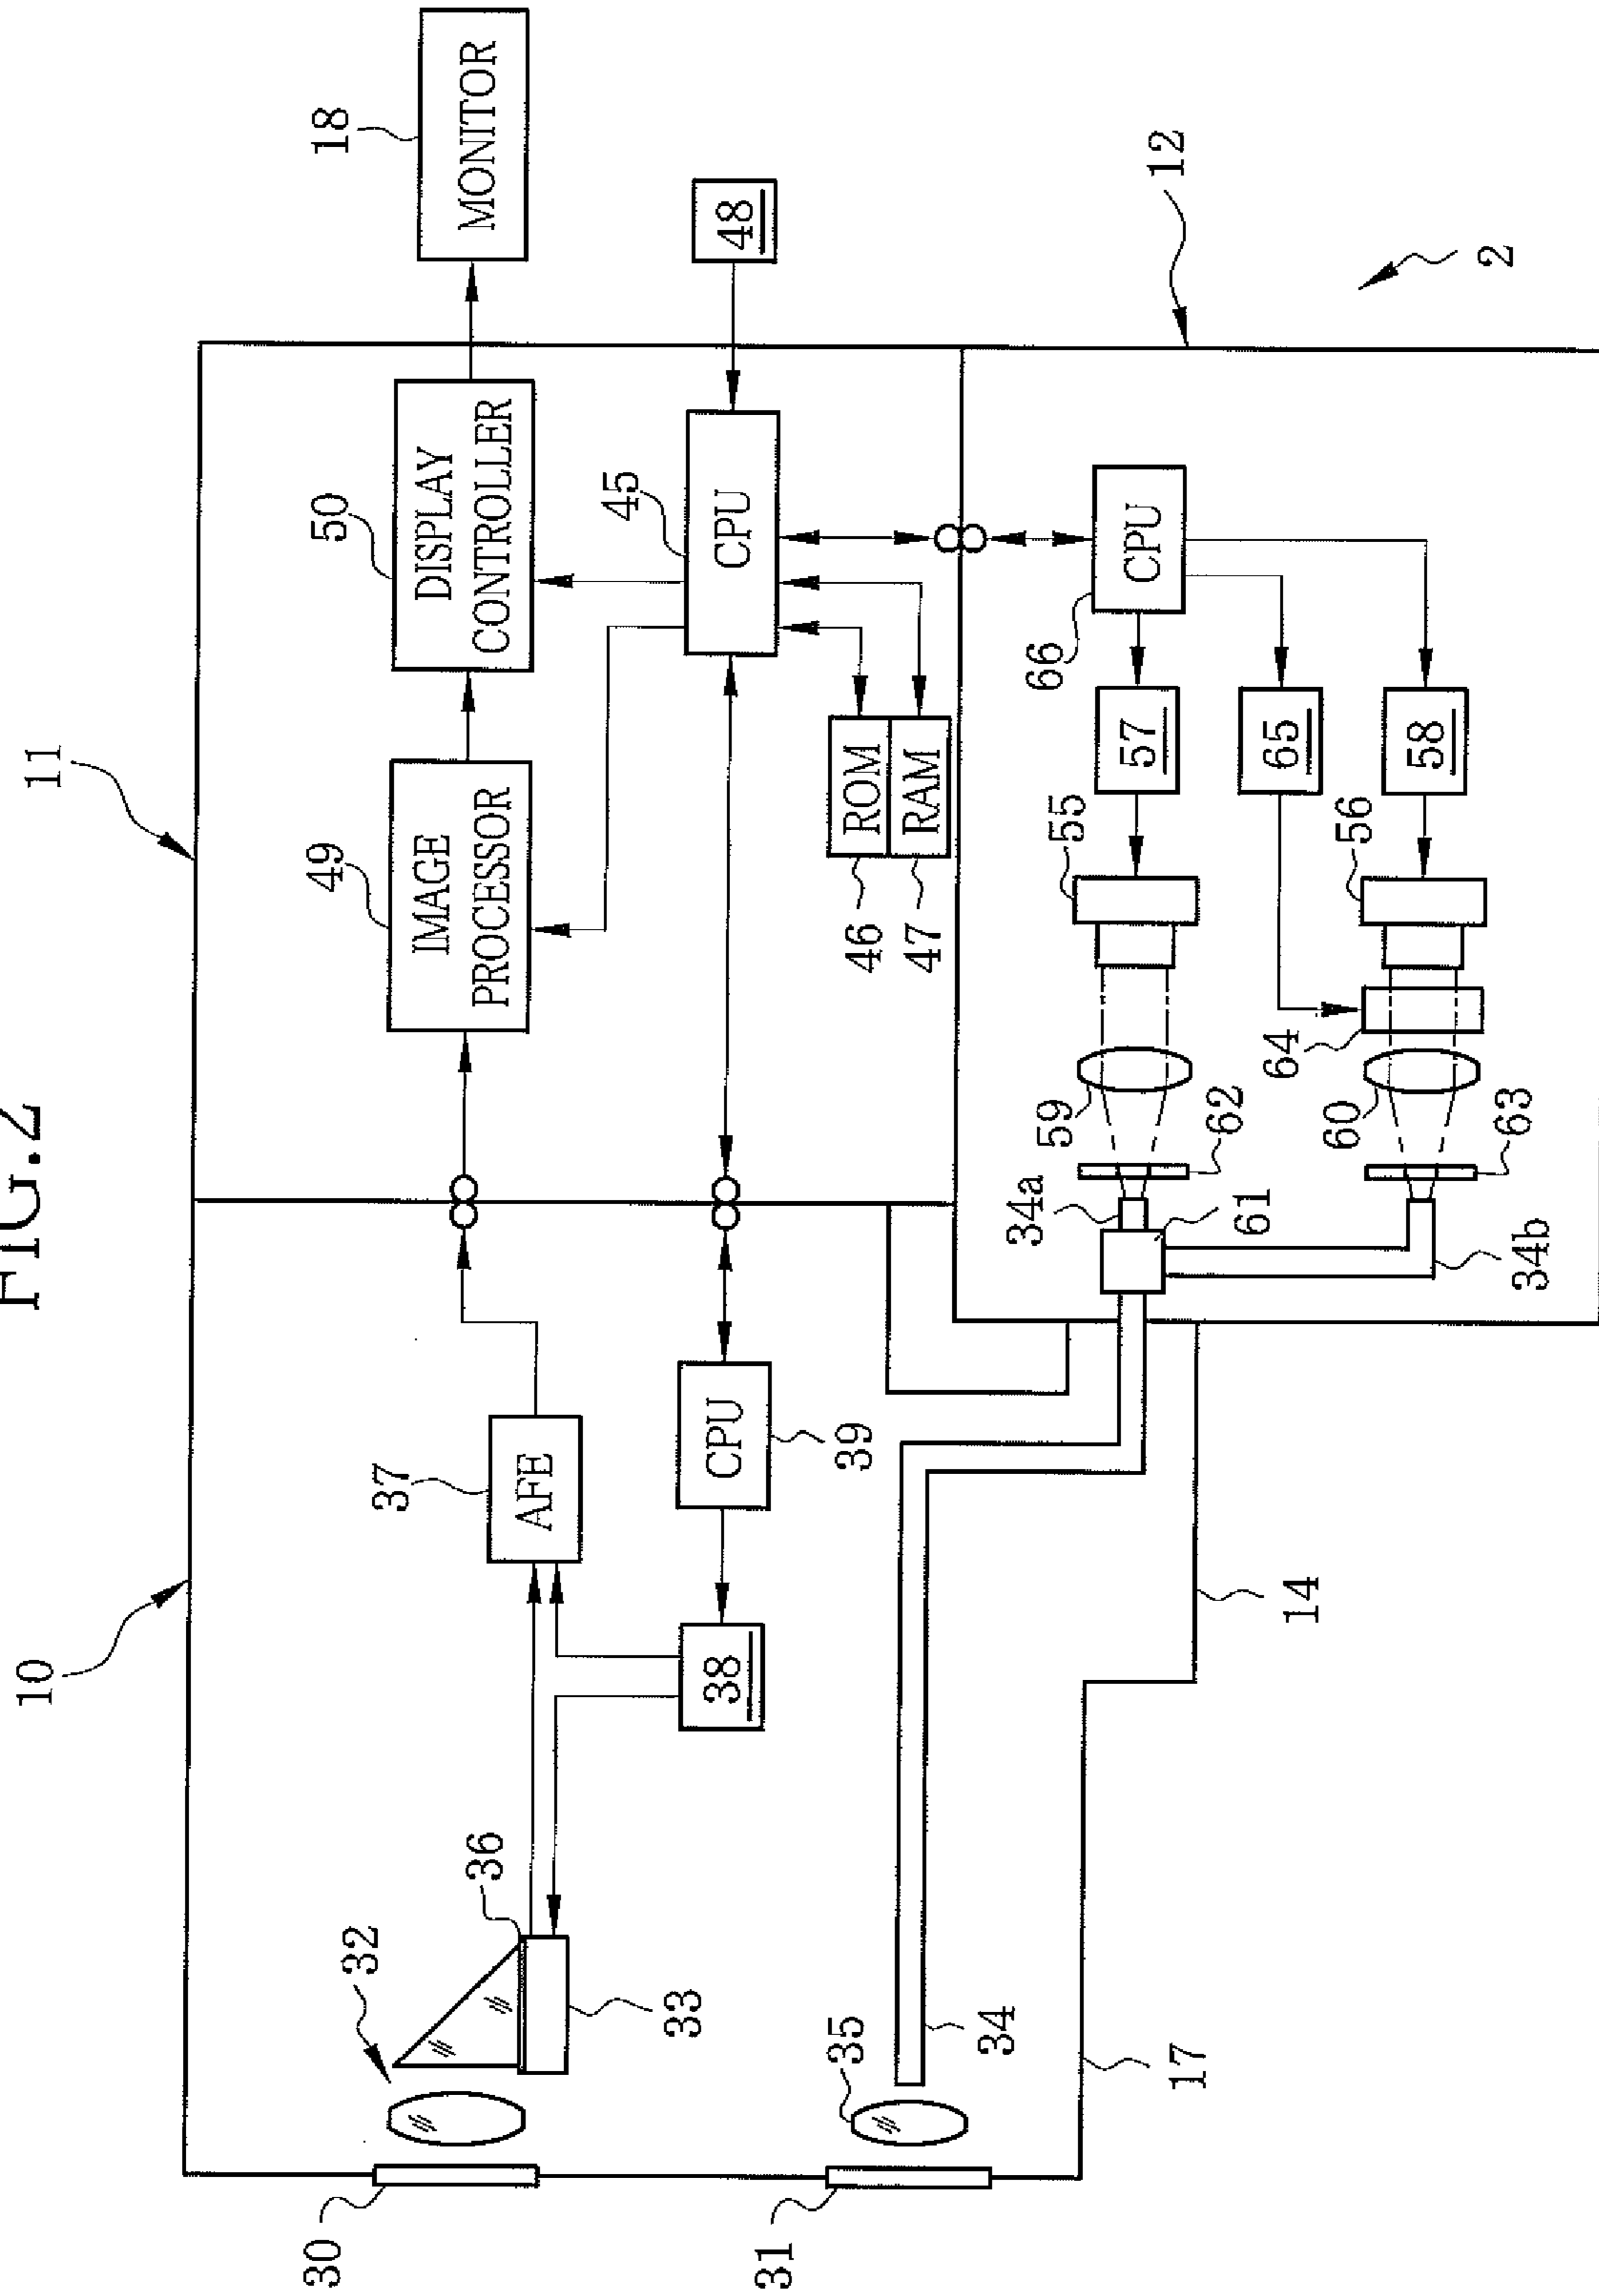 FIG.2
10
11
18
MONITOR
50
DISPLAY
CONTROLLER
49
IMAGE
PROCESSOR
48
45
CPU
12
2
37
AFE
32
36
33
30
38
CPU
39
ROM
RAM
46
47
66
CPU
57
65
58
55
56
59
64
60
62
63
34a
61
34b
35
34
31
14
17